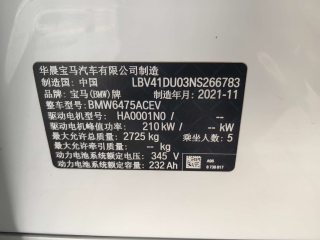 华晨宝马汽车有限公司制造
制造国: 中国 LBV41DU03NS266783
品牌: 宝马(BMW)牌 制造年月: 2021-11
整车型号: BMW6475ACEV
驱动电机型号: HA0001N0 /
驱动电机峰值功率: 210 kW / -- kW
最大允许总质量: 2725 kg 乘坐人数: 5
最大允许牵引质量: -- kg
动力电池系统额定电压: 345 V
动力电池系统额定容量: 232 Ah